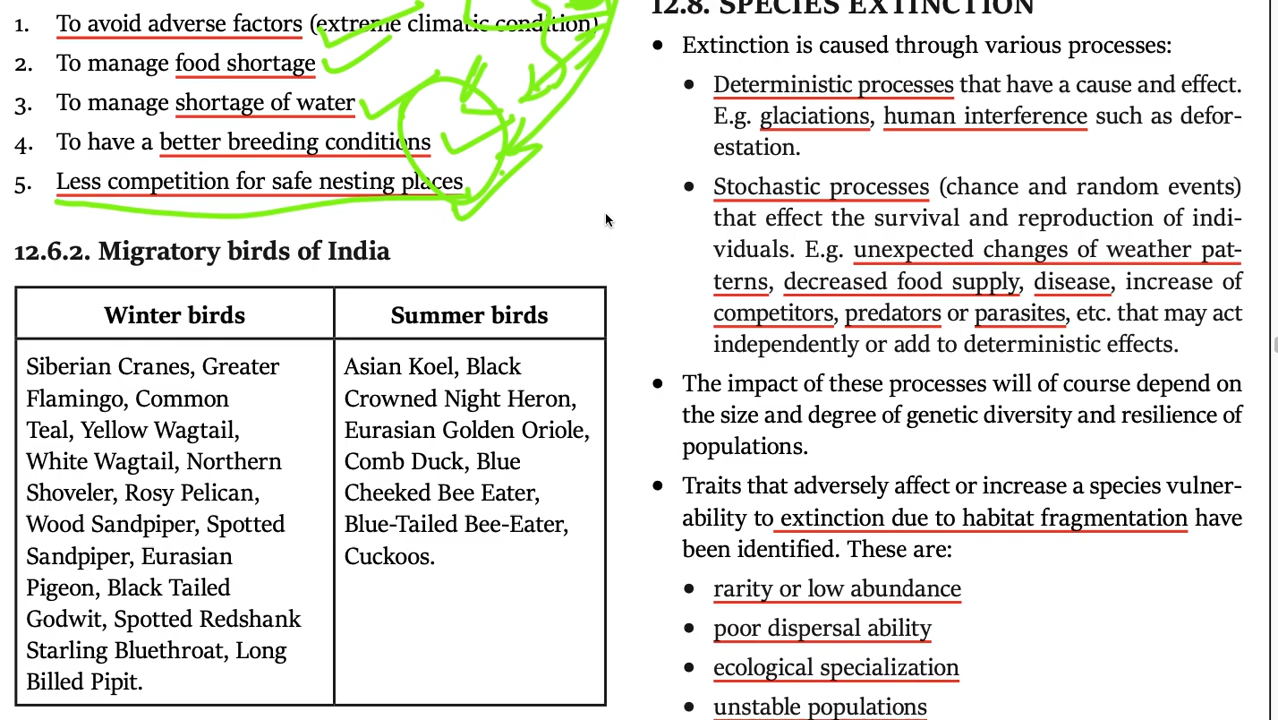 1. To avoid adverse factors (extreme climatic condition)
2. To manage food shortage
3. To manage shortage of water
4. To have a better breeding conditions
5. Less competition for safe nesting places
12.6.2. Migratory birds of India
Winter birds
Siberian Cranes, Greater
Flamingo, Common
Teal, Yellow Wagtail,
White Wagtail, Northern
Shoveler, Rosy Pelican,
Wood Sandpiper, Spotted
Sandpiper, Eurasian
Pigeon, Black Tailed
Godwit, Spotted Redshank
Starling Bluethroat, Long
Billed Pipit.
Summer birds
Asian Koel, Black
Crowned Night Heron,
Eurasian Golden Oriole,
Comb Duck, Blue
Cheeked Bee Eater,
Blue-Tailed Bee-Eater,
Cuckoos.
12.8. SPECIES EXTINCTION
• Extinction is caused through various processes:
• Deterministic processes that have a cause and effect.
E.g. glaciations, human interference such as defor-
estation.
• Stochastic processes (chance and random events)
that effect the survival and reproduction of indi-
viduals. E.g. unexpected changes of weather pat-
terns, decreased food supply, disease, increase of
competitors, predators or parasites, etc. that may act
independently or add to deterministic effects.
• The impact of these processes will of course depend on
the size and degree of genetic diversity and resilience of
populations.
• Traits that adversely affect or increase a species vulner-
ability to extinction due to habitat fragmentation have
been identified. These are:
• rarity or low abundance
• poor dispersal ability
• ecological specialization
• unstable populations